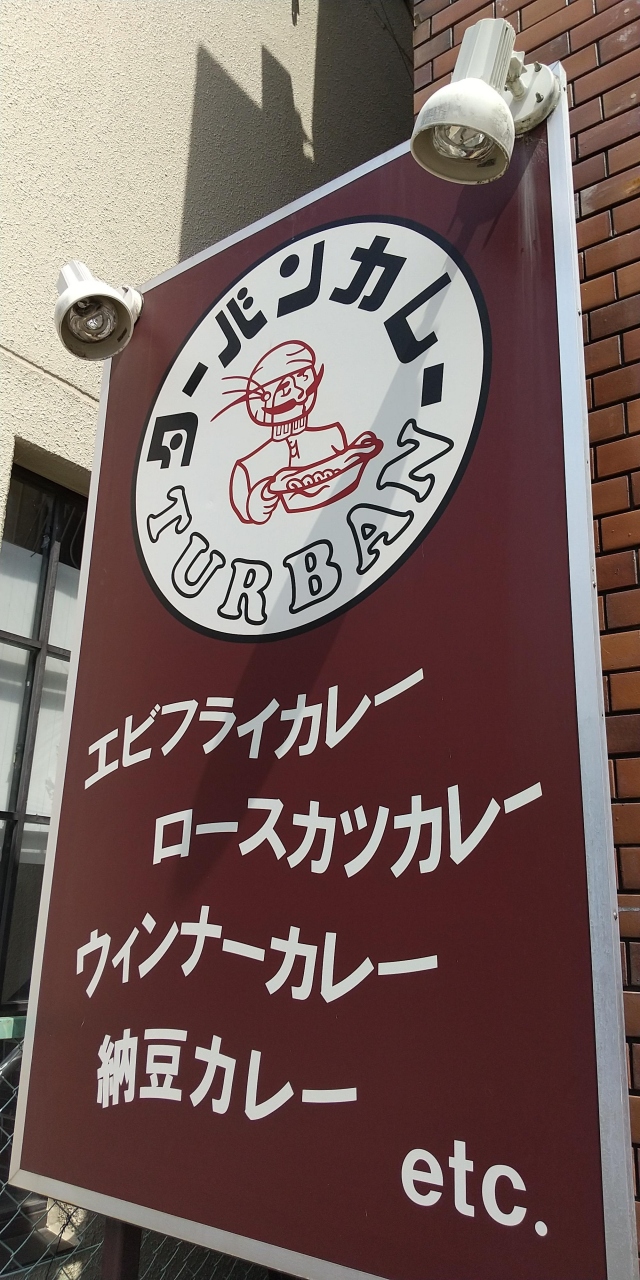 ターバンカレー
TURBAN
エビフライカレー
ロースカツカレー
ウィンナーカレー
納豆カレー
etc.